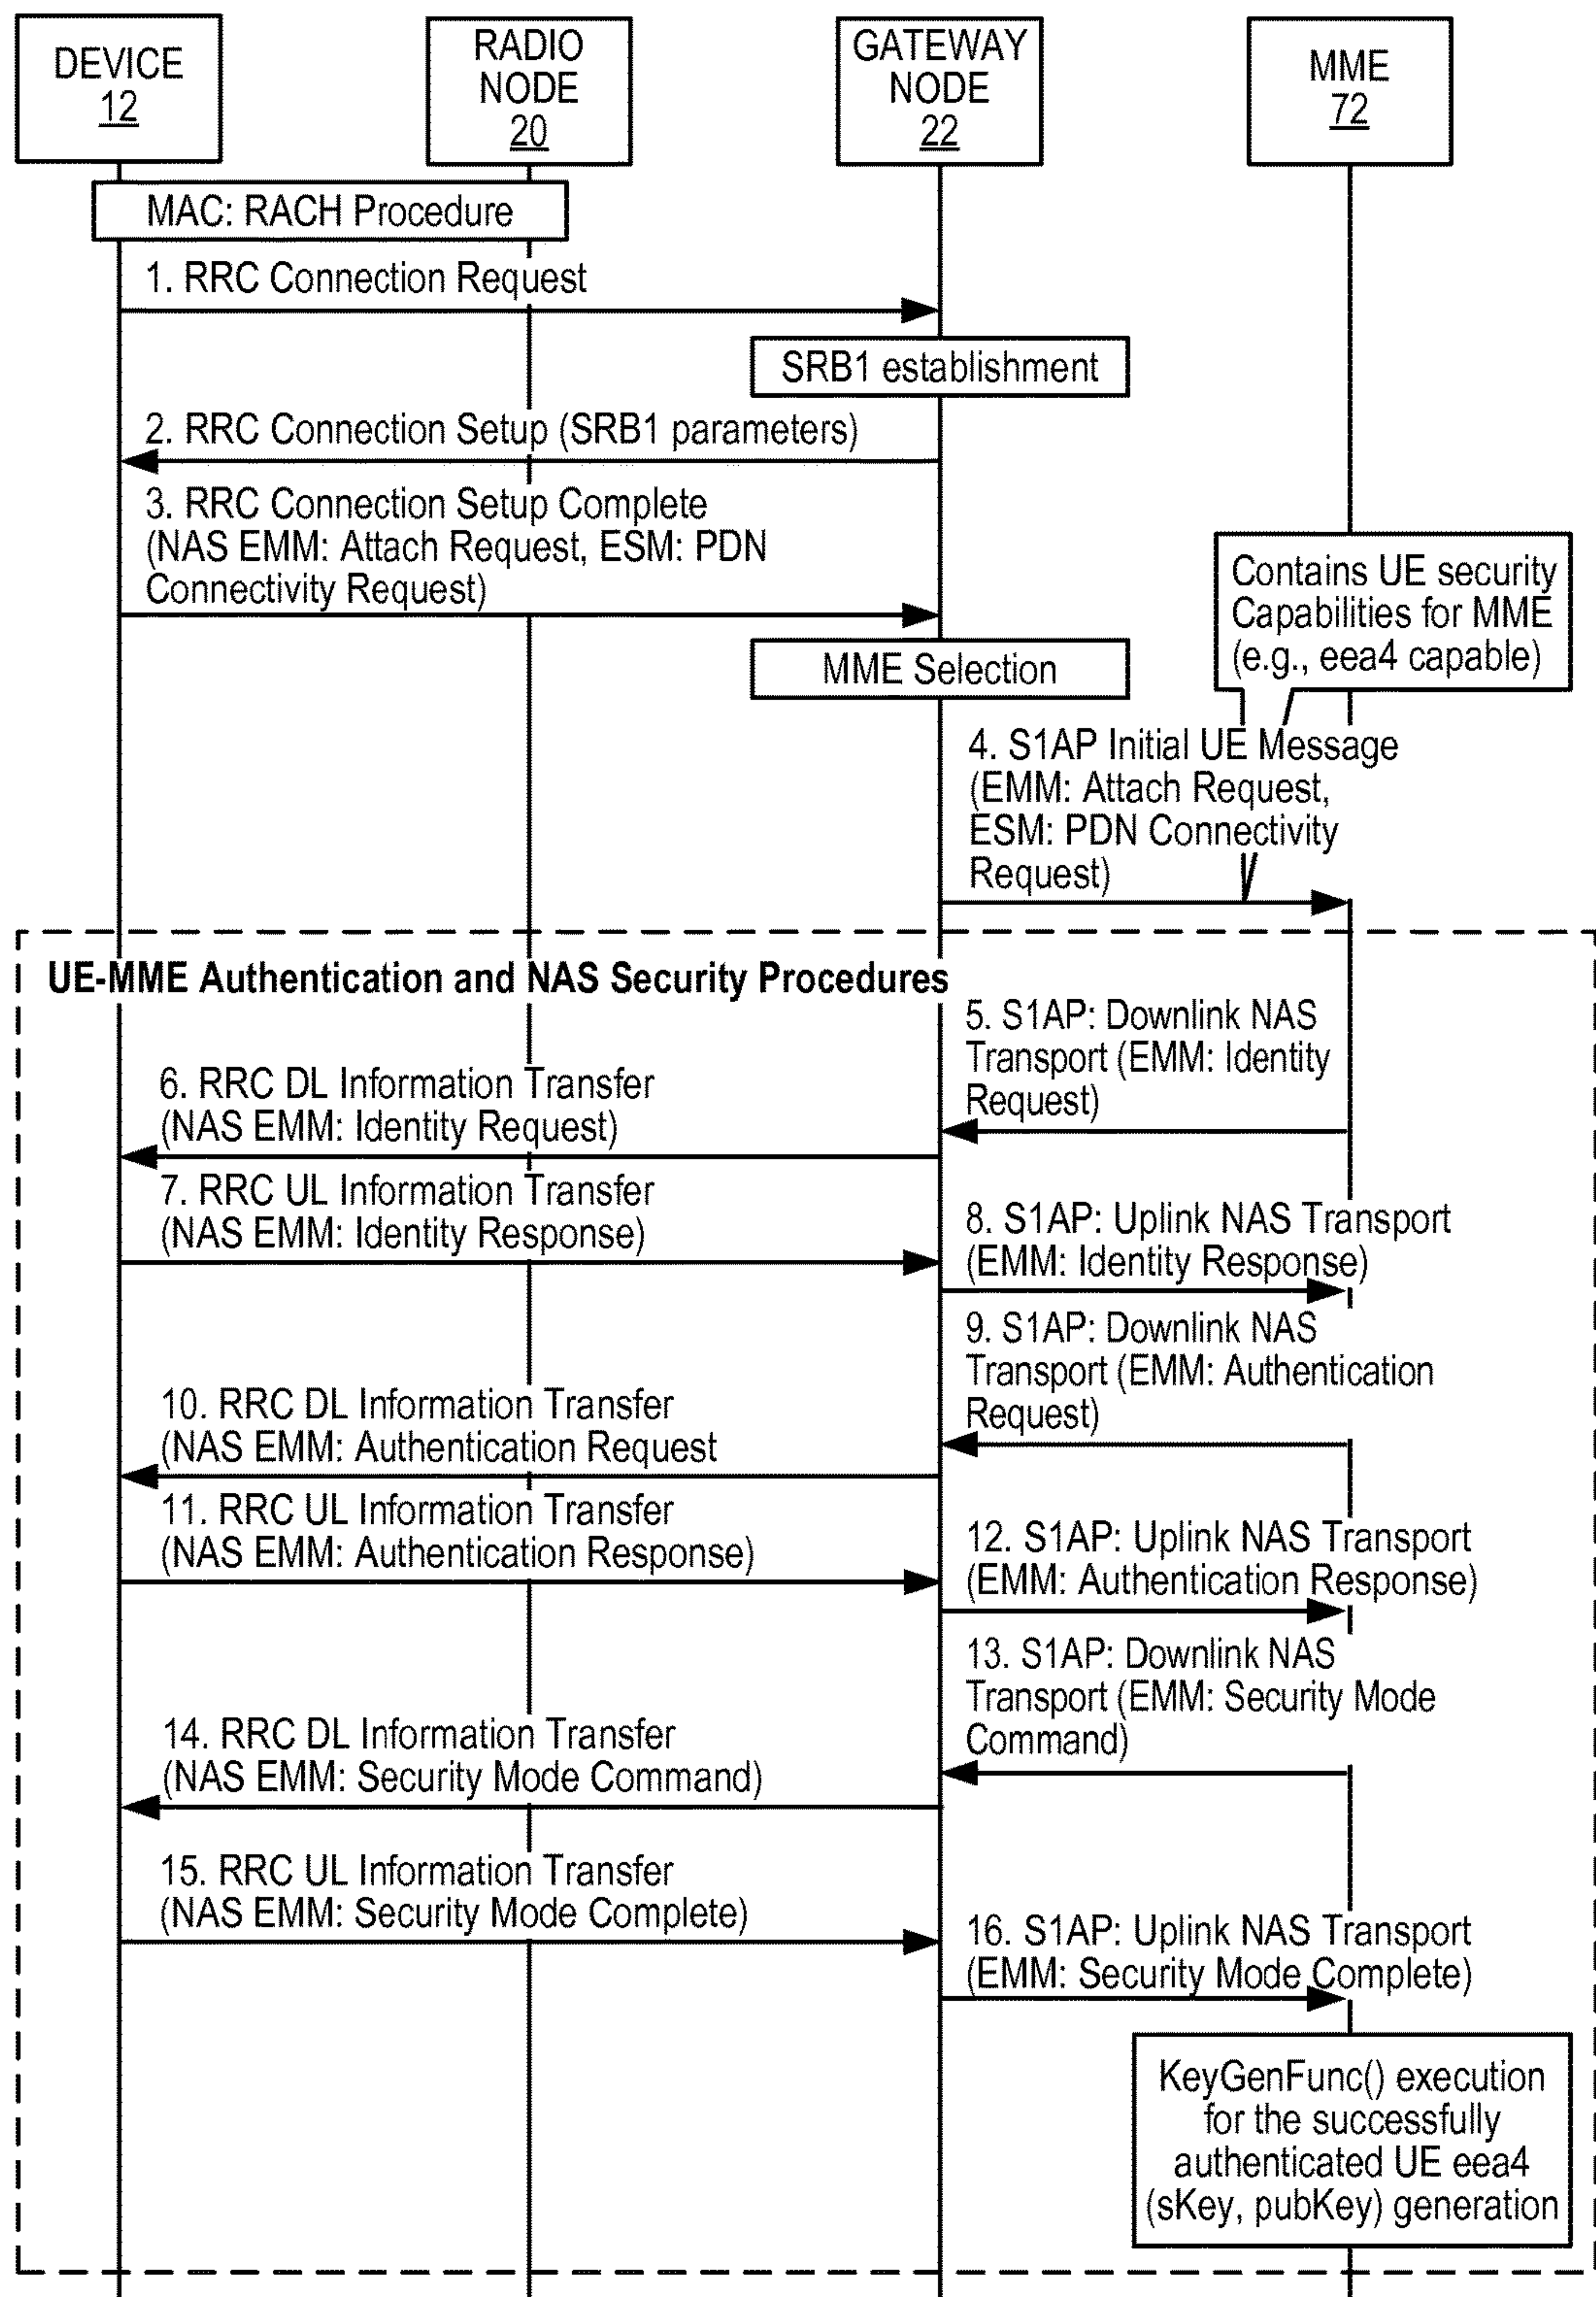 DEVICE
12
RADIO
NODE
20
GATEWAY
NODE
22
MME
72
MAC: RACH Procedure
1. RRC Connection Request
SRB1 establishment
2. RRC Connection Setup (SRB1 parameters)
3. RRC Connection Setup Complete
(NAS EMM: Attach Request, ESM: PDN
Connectivity Request)
Contains UE security
Capabilities for MME
(e.g., eea4 capable)
MME Selection
4. S1AP Initial UE Message
(EMM: Attach Request,
ESM: PDN Connectivity
Request)
UE-MME Authentication and NAS Security Procedures
5. S1AP: Downlink NAS
Transport (EMM: Identity
Request)
6. RRC DL Information Transfer
(NAS EMM: Identity Request)
7. RRC UL Information Transfer
(NAS EMM: Identity Response)
8. S1AP: Uplink NAS Transport
(EMM: Identity Response)
9. S1AP: Downlink NAS
Transport (EMM: Authentication
Request)
10. RRC DL Information Transfer
(NAS EMM: Authentication Request
11. RRC UL Information Transfer
(NAS EMM: Authentication Response)
12. S1AP: Uplink NAS Transport
(EMM: Authentication Response)
13. S1AP: Downlink NAS
Transport (EMM: Security Mode
Command)
14. RRC DL Information Transfer
(NAS EMM: Security Mode Command)
15. RRC UL Information Transfer
(NAS EMM: Security Mode Complete)
16. S1AP: Uplink NAS Transport
(EMM: Security Mode Complete)
KeyGenFunc() execution
for the successfully
authenticated UE eea4
(sKey, pubKey) generation